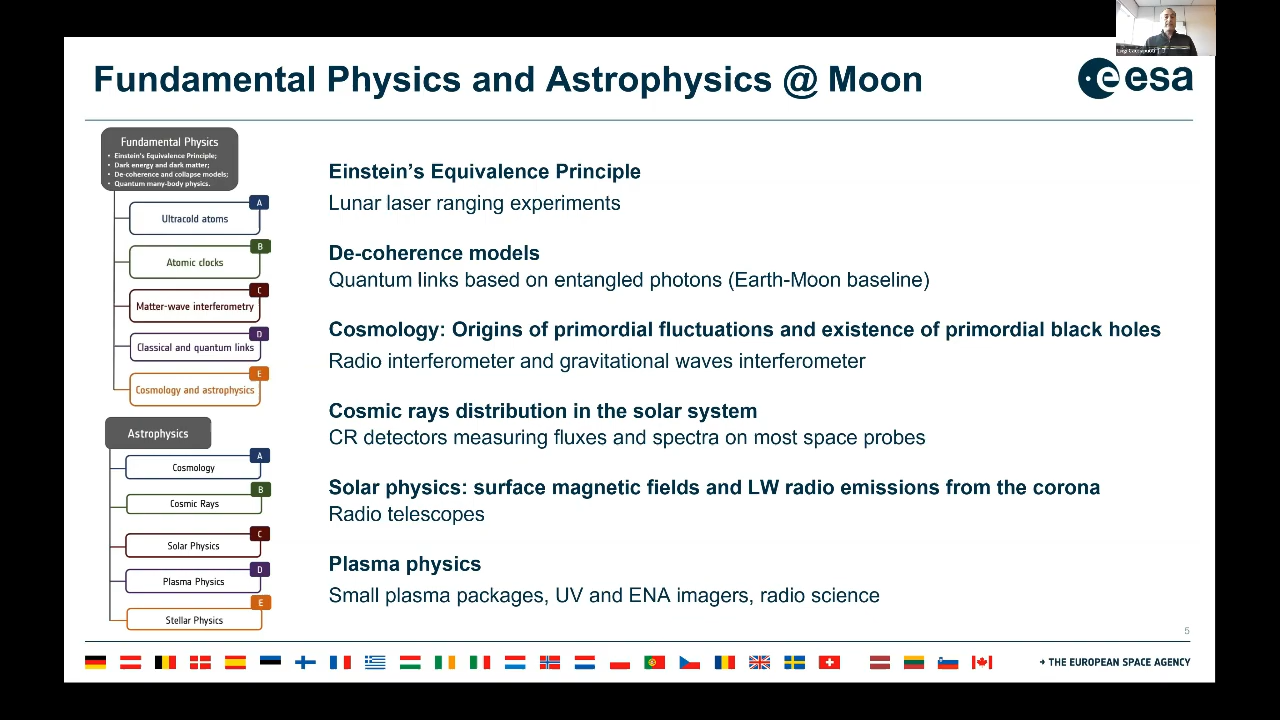 Fundamental Physics and Astrophysics @ Moon
esa
Fundamental Physics
• Einstein's Equivalence Principle;
• Dark energy and dark matter;
• De-coherence and collapse models;
• Quantum many-body physics.
A
Ultracold atoms
B
Atomic clocks
C
Matter-wave interferometry
D
Classical and quantum links
E
Cosmology and astrophysics
Astrophysics
A
Cosmology
B
Cosmic Rays
C
Solar Physics
D
Plasma Physics
E
Stellar Physics
Einstein's Equivalence Principle
Lunar laser ranging experiments
De-coherence models
Quantum links based on entangled photons (Earth-Moon baseline)
Cosmology: Origins of primordial fluctuations and existence of primordial black holes
Radio interferometer and gravitational waves interferometer
Cosmic rays distribution in the solar system
CR detectors measuring fluxes and spectra on most space probes
Solar physics: surface magnetic fields and LW radio emissions from the corona
Radio telescopes
Plasma physics
Small plasma packages, UV and ENA imagers, radio science
5
→ THE EUROPEAN SPACE AGENCY